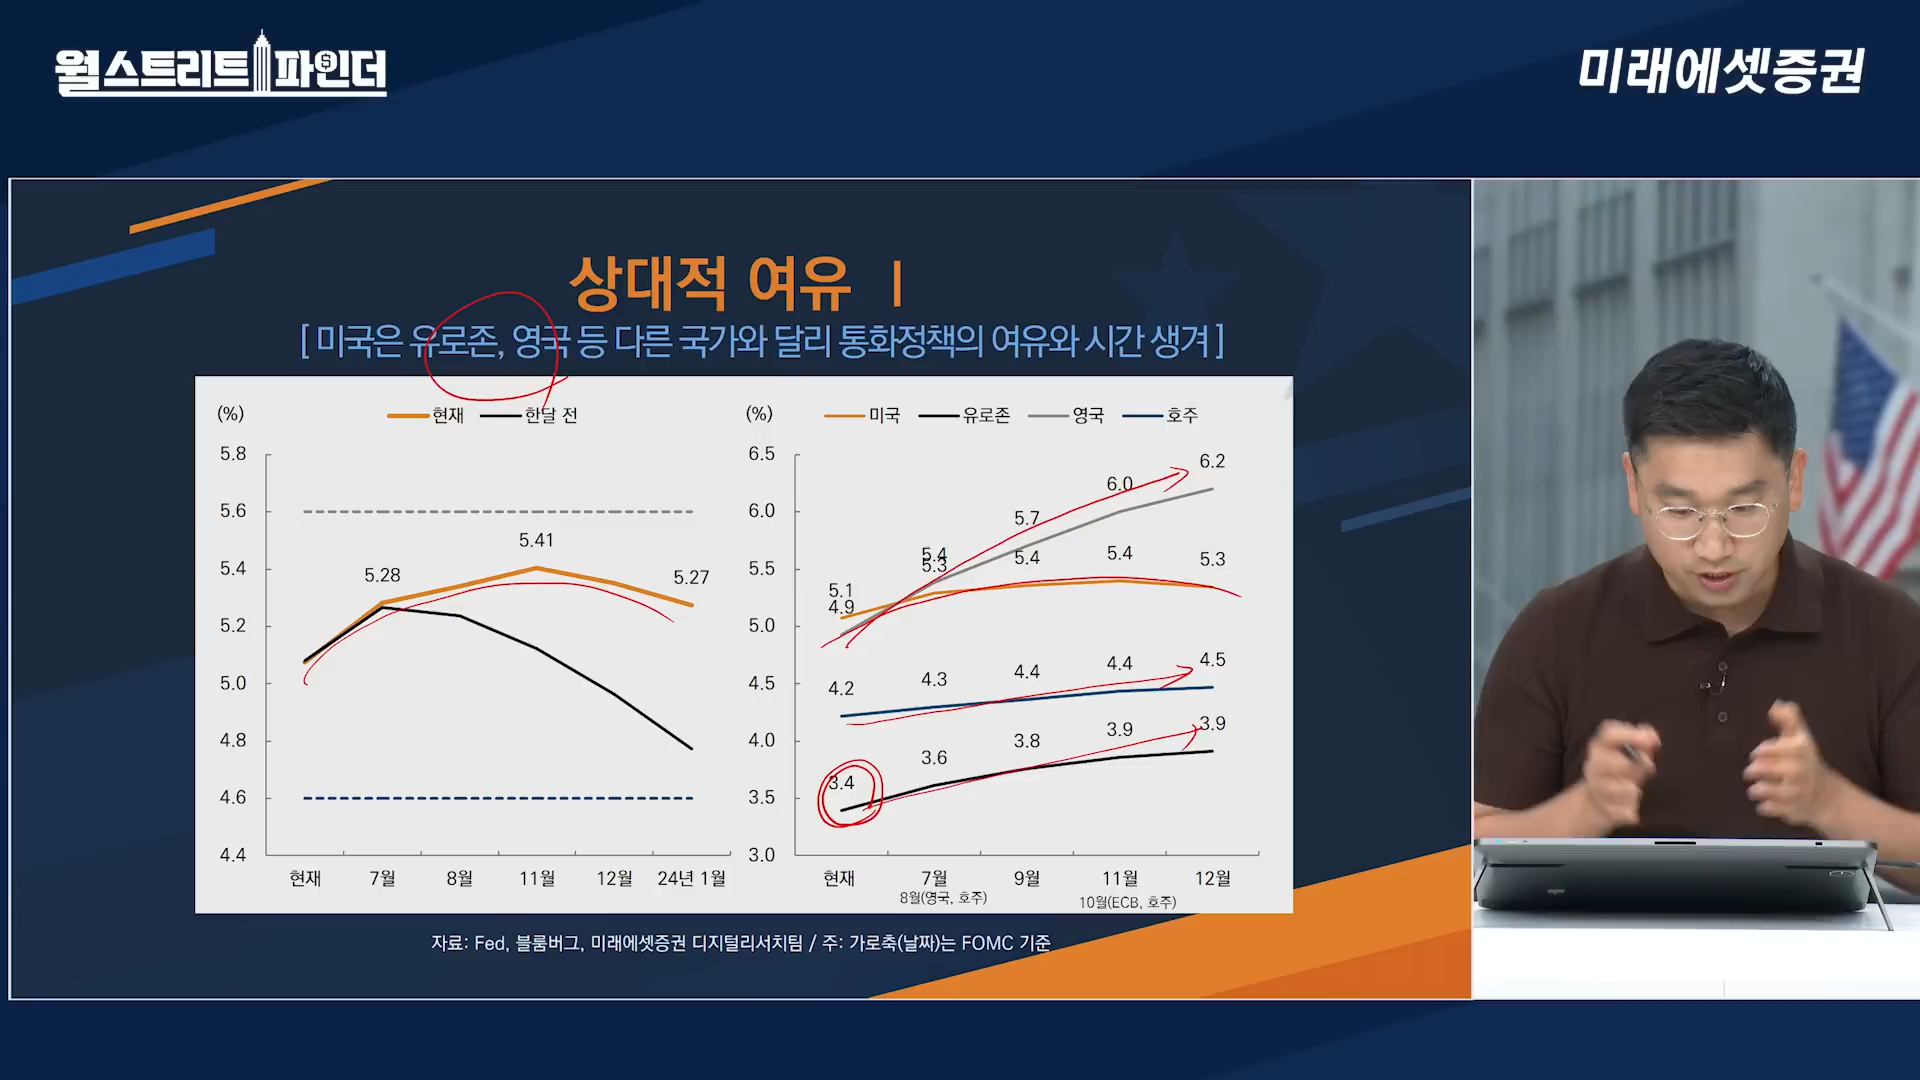 월스트리트파인더
미래에셋증권
상대적 여유 Ⅰ
[ 미국은 유로존, 영국 등 다른 국가와 달리 통화정책의 여유와 시간 생겨 ]
(%)
현재
한달 전
5.8
5.6
5.4
5.2
5.0
4.8
4.6
4.4
5.28
5.41
5.27
현재
7월
8월
11월
12월
24년 1월
(%)
미국
유로존
영국
호주
6.5
6.0
5.5
5.0
4.5
4.0
3.5
3.0
6.2
6.0
5.7
5.4
5.3
5.4
5.4
5.3
5.1
4.9
4.2
4.3
4.4
4.4
4.5
3.4
3.6
3.8
3.9
3.9
현재
7월
9월
11월
12월
8월(영국, 호주)
10월(ECB, 호주)
자료: Fed, 블룸버그, 미래에셋증권 디지털리서치팀 / 주: 가로축(날짜)는 FOMC 기준